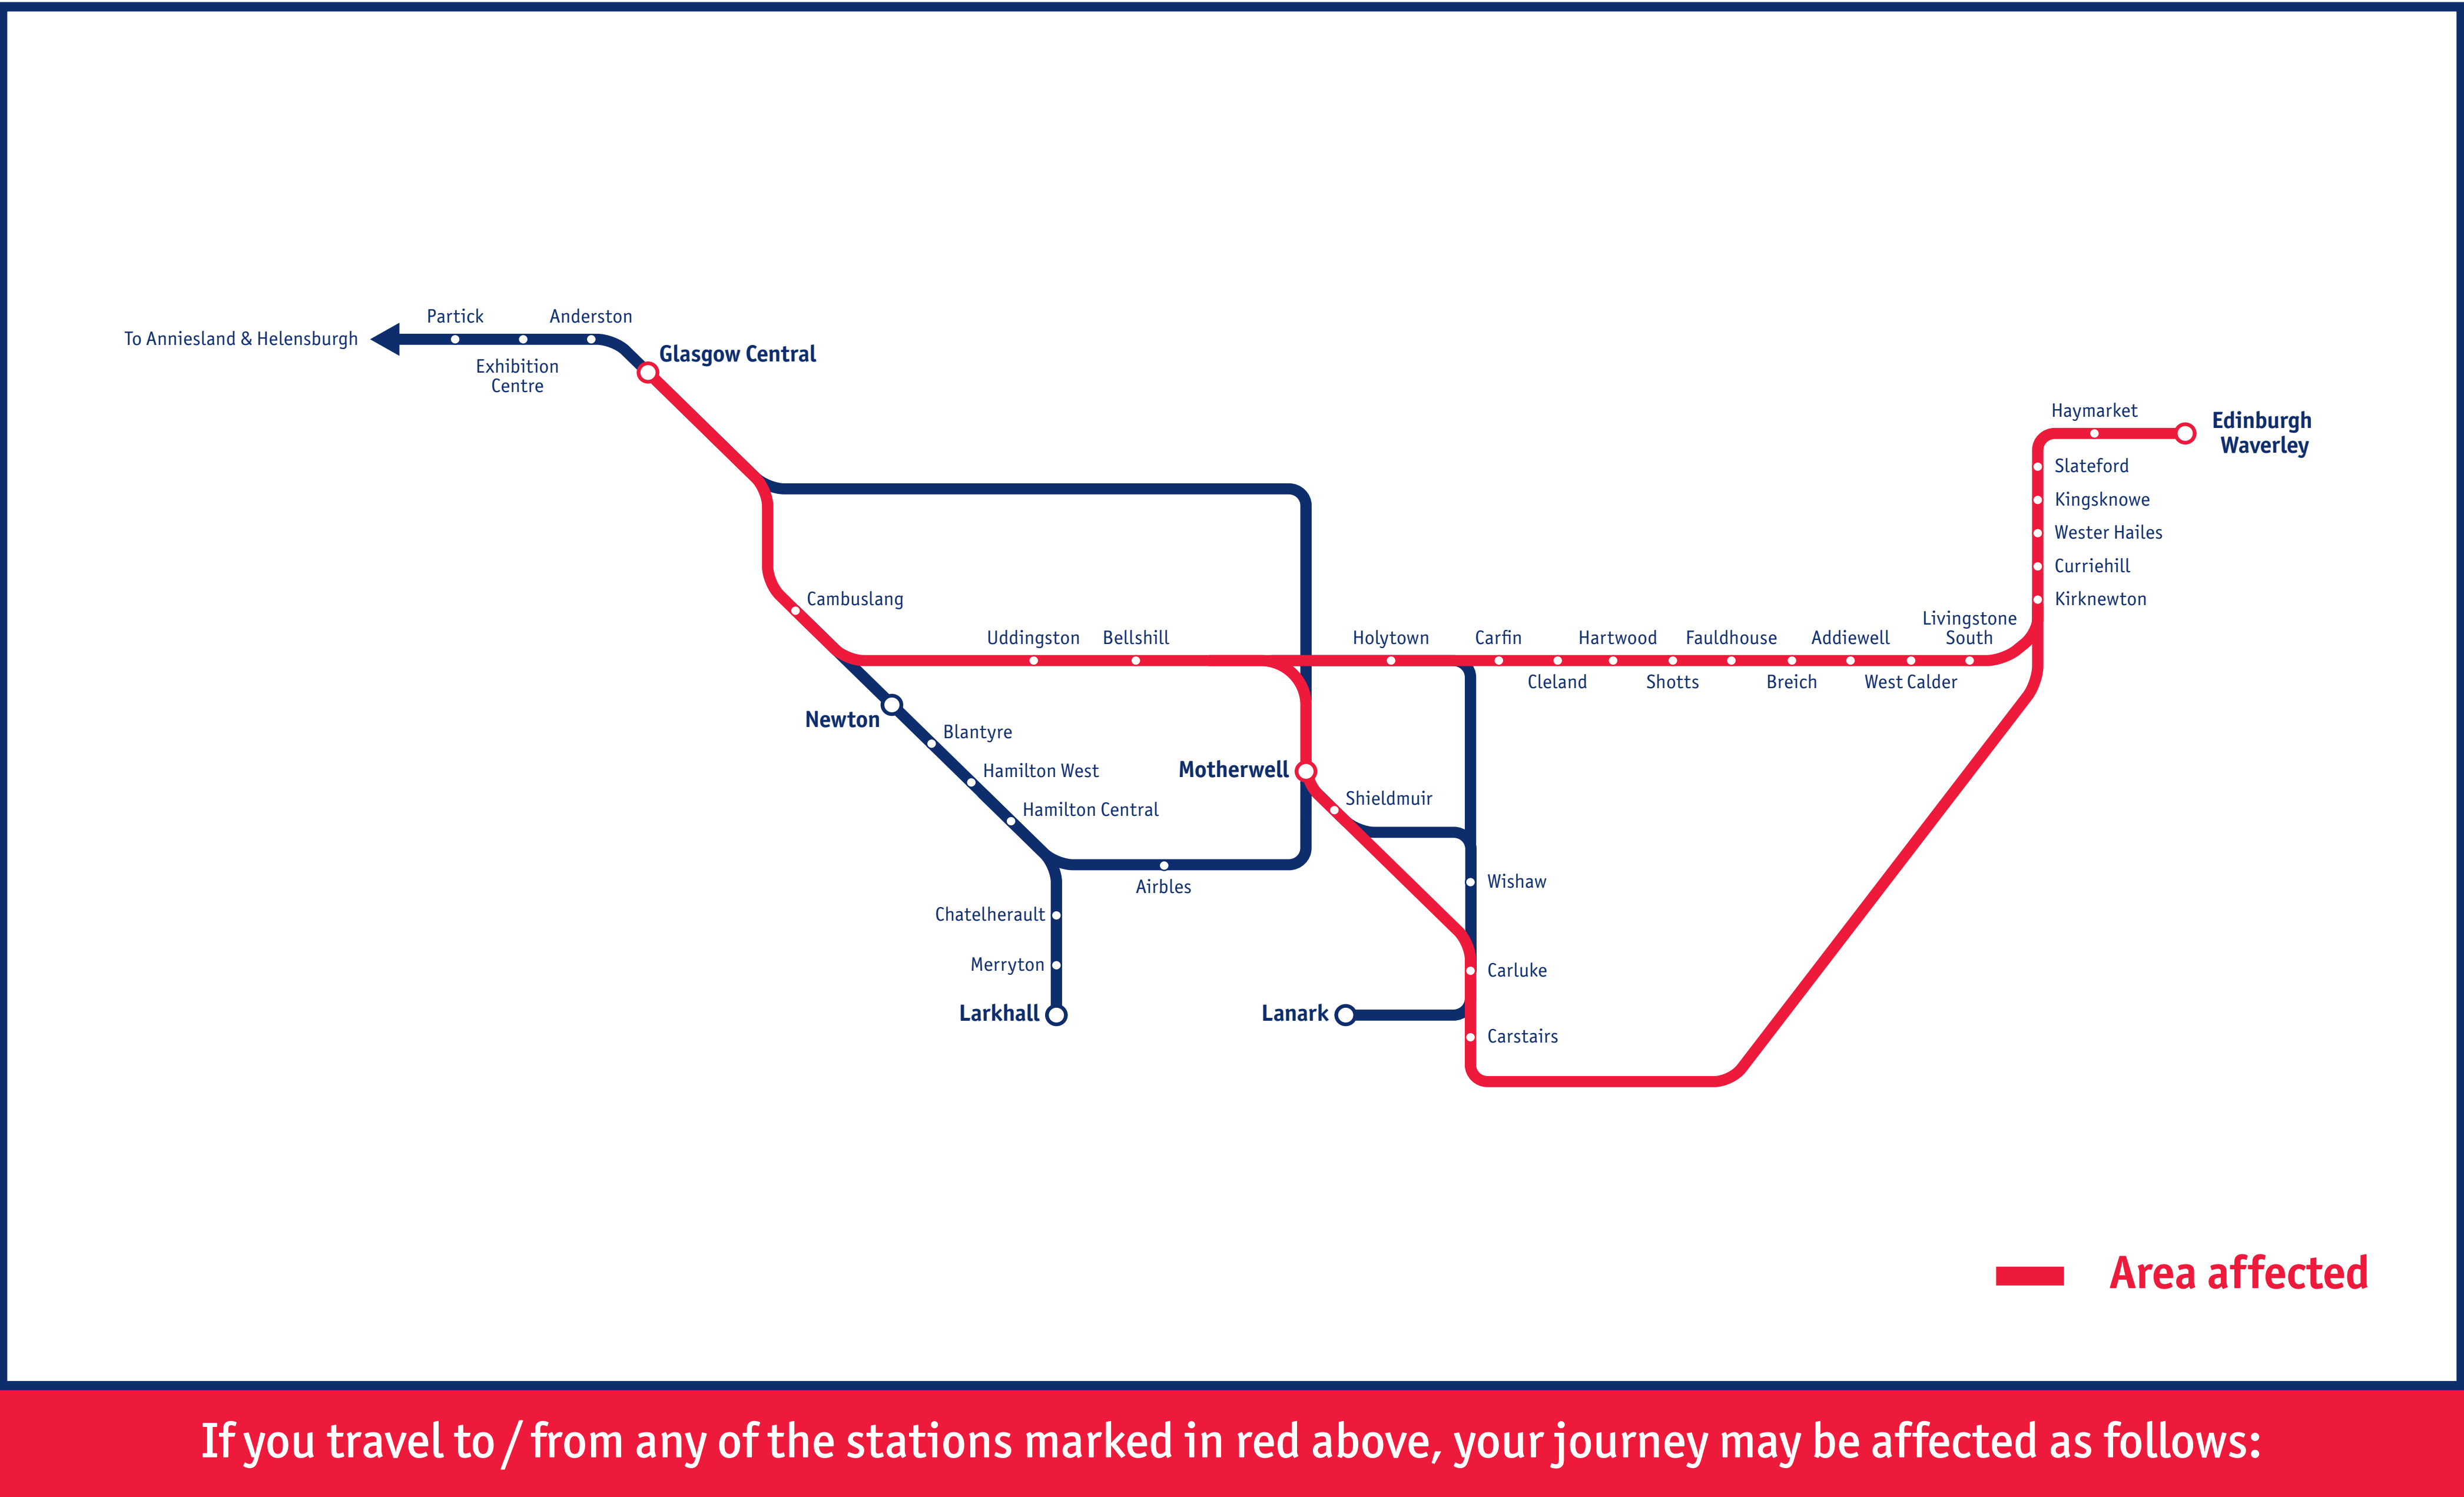 Partick
Anderston
To Anniesland & Helensburgh
Exhibition
Centre
Glasgow Central
Haymarket
Edinburgh
Waverley
Slateford
Kingsknowe
Wester Hailes
Curriehill
Kirknewton
Cambuslang
Uddingston
Bellshill
Holytown
Carfin
Hartwood
Fauldhouse
Addiewell
Livingstone
South
Cleland
Shotts
Breich
West Calder
Newton
Blantyre
Hamilton West
Hamilton Central
Motherwell
Shieldmuir
Airbles
Wishaw
Chatelherault
Merryton
Larkhall
Lanark
Carluke
Carstairs
Area affected
If you travel to / from any of the stations marked in red above, your journey may be affected as follows: